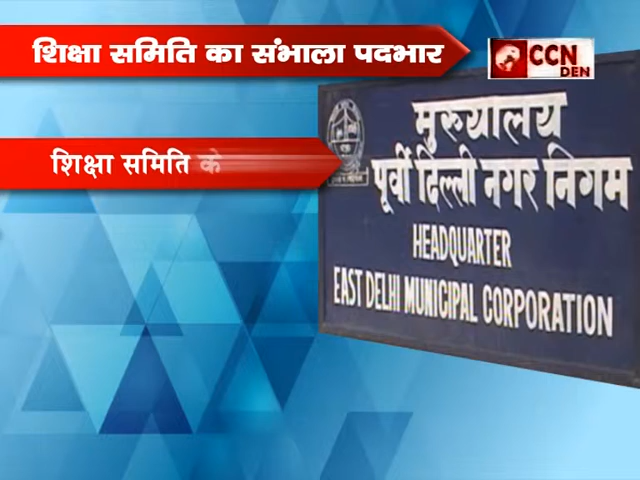 शिक्षा समिति का संभाला पदभार
CCN
DEN
शिक्षा समिति के
मुख्यालय
पूर्वी दिल्ली नगर निगम
HEADQUARTER
EAST DELHI MUNICIPAL CORPORATION